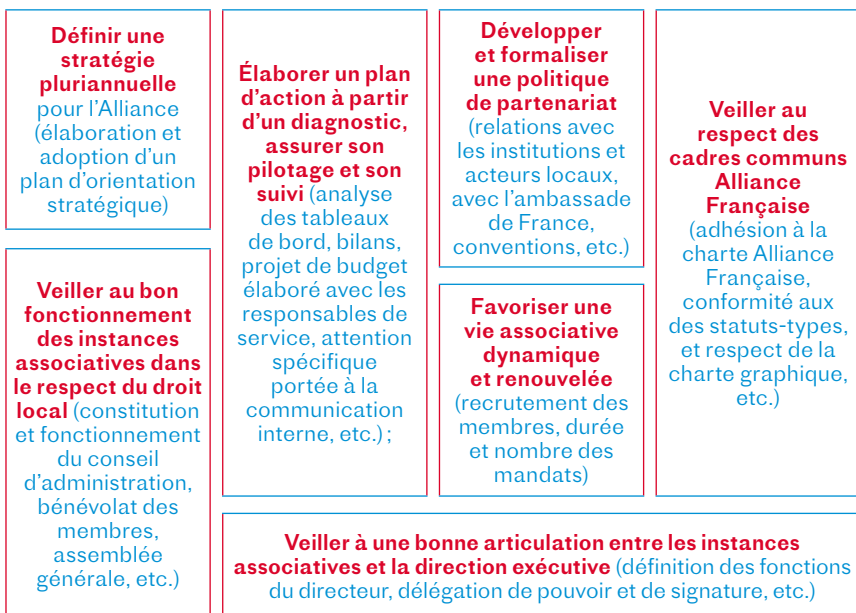 Définir une
stratégie
pluriannuelle
pour l'Alliance
(élaboration et
adoption d'un
plan d'orientation
stratégique)
Veiller au bon
fonctionnement
des instances
associatives dans
le respect du droit
local (constitution
et fonctionnement
du conseil
d'administration,
bénévolat des
membres,
assemblée
générale, etc.)
Élaborer un plan
d'action à partir
d'un diagnostic,
assurer son
pilotage et son
suivi (analyse
des tableaux
de bord, bilans,
projet de budget
élaboré avec les
responsables de
service, attention
spécifique
portée à la
communication
interne, etc.) ;
Développer
et formaliser
une politique
de partenariat
(relations avec
les institutions et
acteurs locaux,
avec l'ambassade
de France,
conventions, etc.)
Favoriser une
vie associative
dynamique
et renouvelée
(recrutement des
membres, durée
et nombre des
mandats)
Veiller au
respect des
cadres communs
Alliance
Française
(adhésion à la
charte Alliance
Française,
conformité aux
des statuts-types,
et respect de la
charte graphique,
etc.)
Veiller à une bonne articulation entre les instances
associatives et la direction exécutive (définition des fonctions
du directeur, délégation de pouvoir et de signature, etc.)